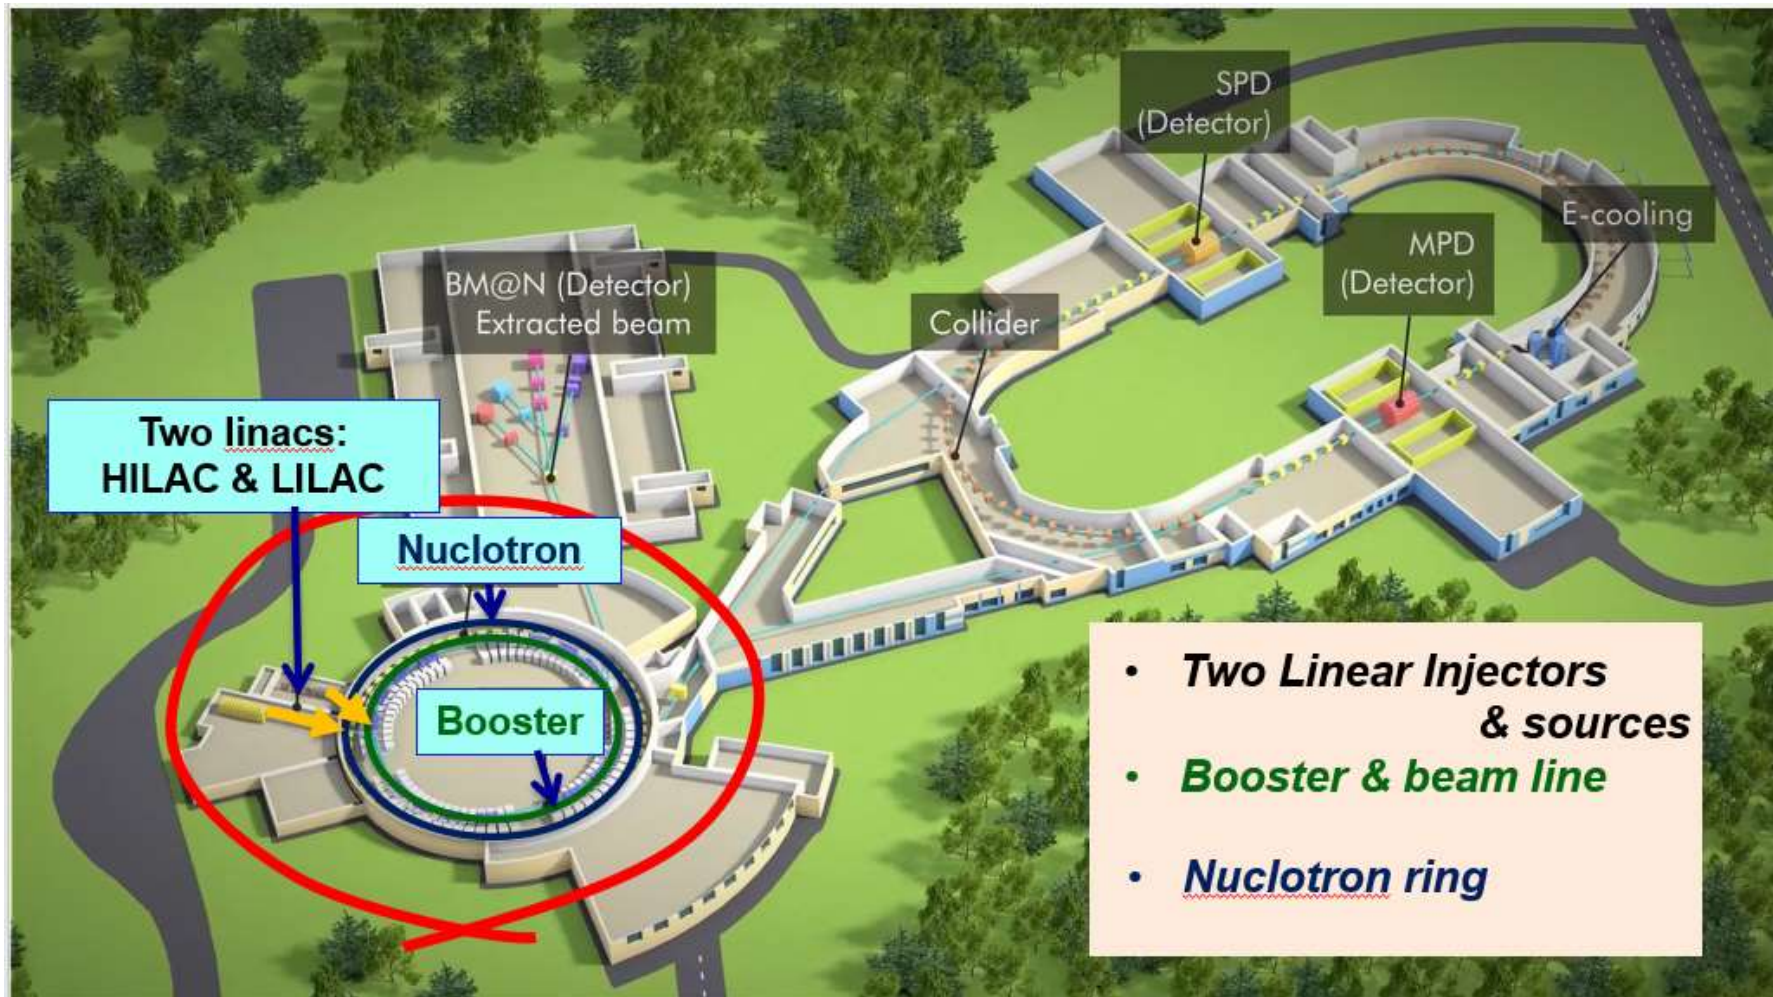 SPD
(Detector)
E-cooling
MPD
(Detector)
BM@N (Detector)
Extracted beam
Collider
Two linacs:
HILAC & LILAC
Nuclotron
Booster
• Two Linear Injectors
& sources
• Booster & beam line
• Nuclotron ring